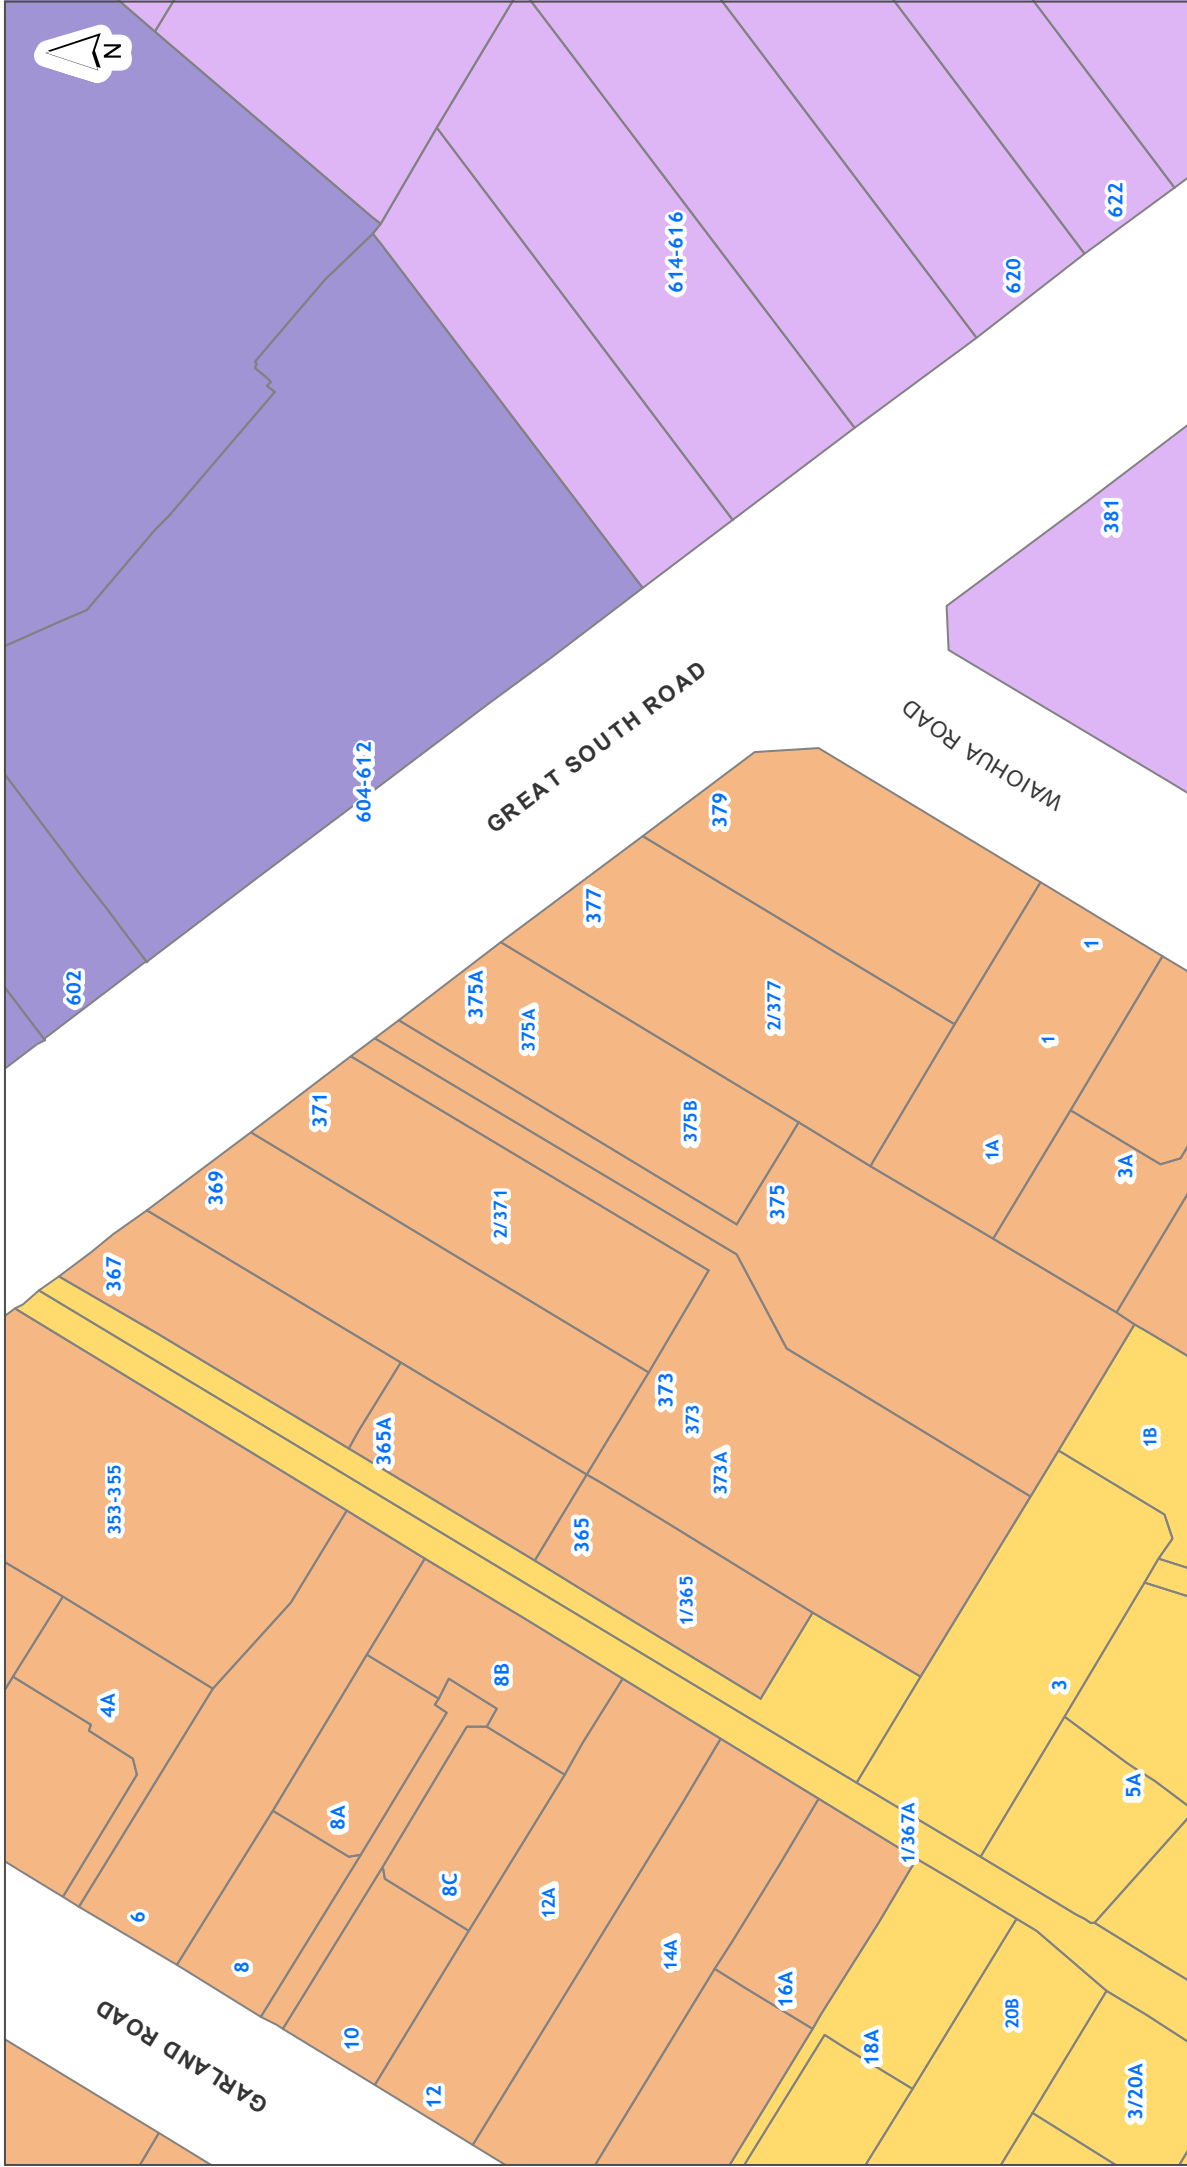 N
614-616
622
620
381
604-612
GREAT SOUTH ROAD
WAIOHUA ROAD
602
379
377
375A
375A
2/377
1
1
371
375B
1A
3A
369
2/371
375
367
373
373
373A
365A
1B
353-355
365
1/365
8B
3
4A
5A
8A
1/367A
8C
12A
6
14A
8
16A
10
20B
18A
12
3/20A
GARLAND ROAD